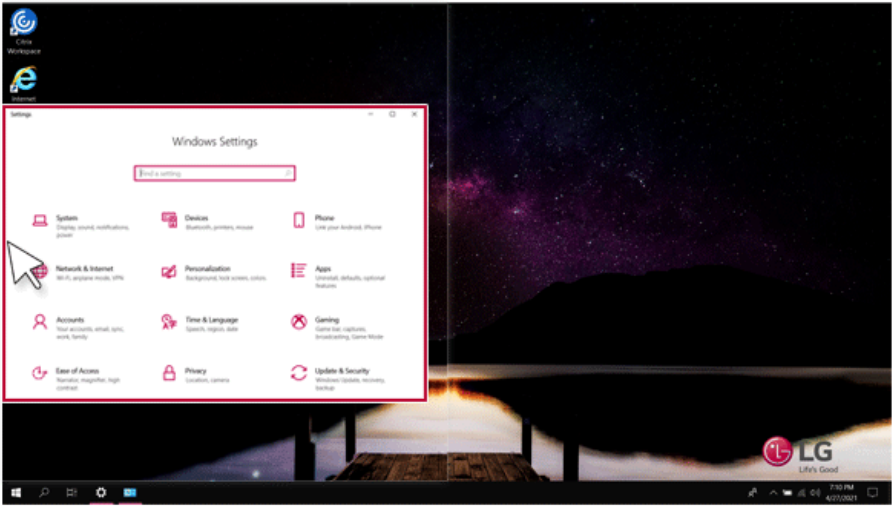 Citrix
Workspace
Internet
Settings
Windows Settings
Find a setting
System
Display, sound, notifications,
power
Devices
Bluetooth, printers, mouse
Phone
Link your Android, iPhone
Network & Internet
Wi-Fi, airplane mode, VPN
Personalization
Background, lock screen, colors
Apps
Uninstall, defaults, optional
features
Accounts
Your accounts, email, sync,
work, family
Time & Language
Speech, region, date
Gaming
Game bar, captures,
broadcasting, Game Mode
Ease of Access
Narrator, magnifier, high
contrast
Privacy
Location, camera
Update & Security
Windows Update, recovery,
backup
LG
Life's Good
7:10 PM
4/27/2021